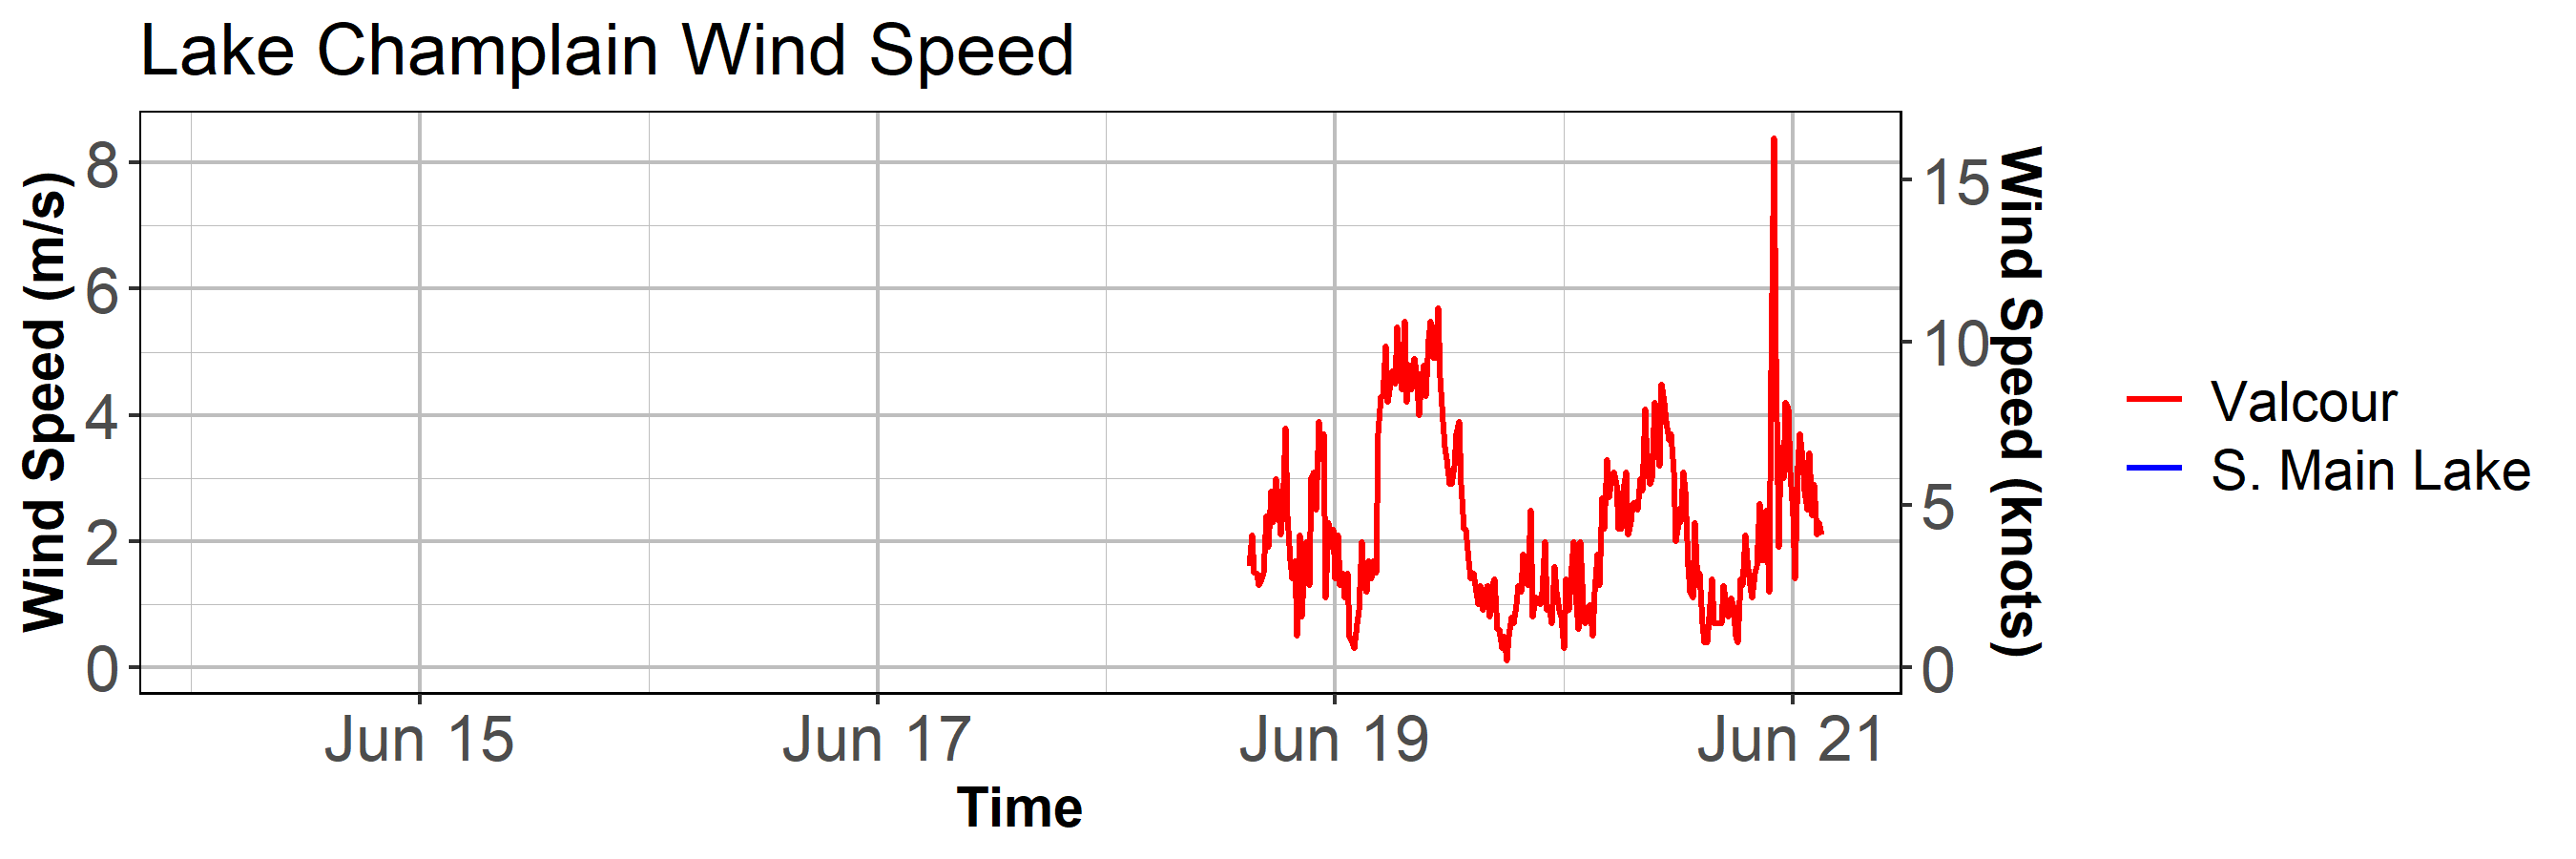 Lake Champlain Wind Speed
Wind Speed (m/s)
8
6
4
2
0
15
10
5
0
Wind Speed (knots)
Jun 15
Jun 17
Jun 19
Jun 21
Time
Valcour
S. Main Lake